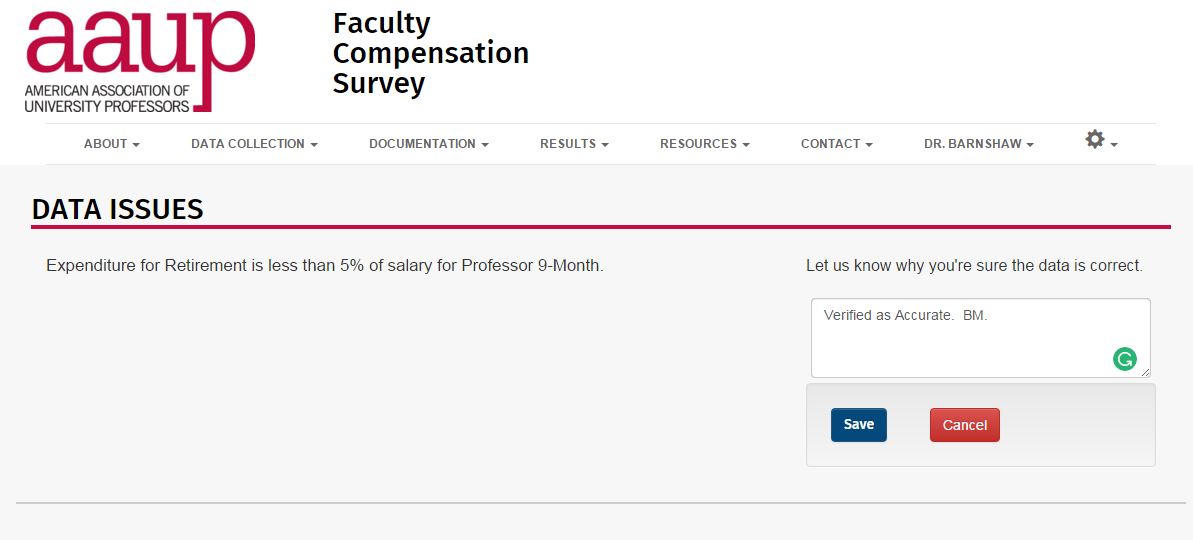 aaup
AMERICAN ASSOCIATION OF
UNIVERSITY PROFESSORS
Faculty
Compensation
Survey
ABOUT
DATA COLLECTION
DOCUMENTATION
RESULTS
RESOURCES
CONTACT
DR. BARNSHAW
DATA ISSUES
Expenditure for Retirement is less than 5% of salary for Professor 9-Month.
Let us know why you're sure the data is correct.
Verified as Accurate.  BM.
Save
Cancel